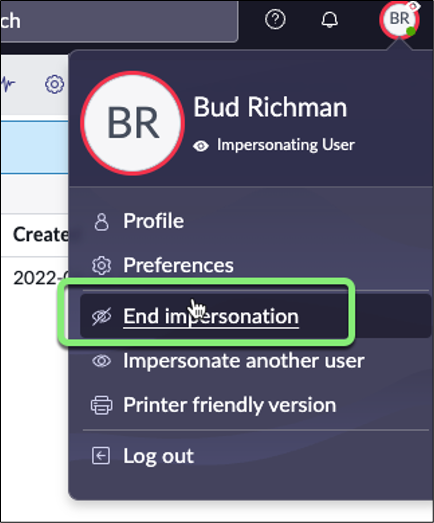 ch
BR
BR
Bud Richman
Impersonating User
Profile
Create
Preferences
2022-0
End impersonation
Impersonate another user
Printer friendly version
Log out